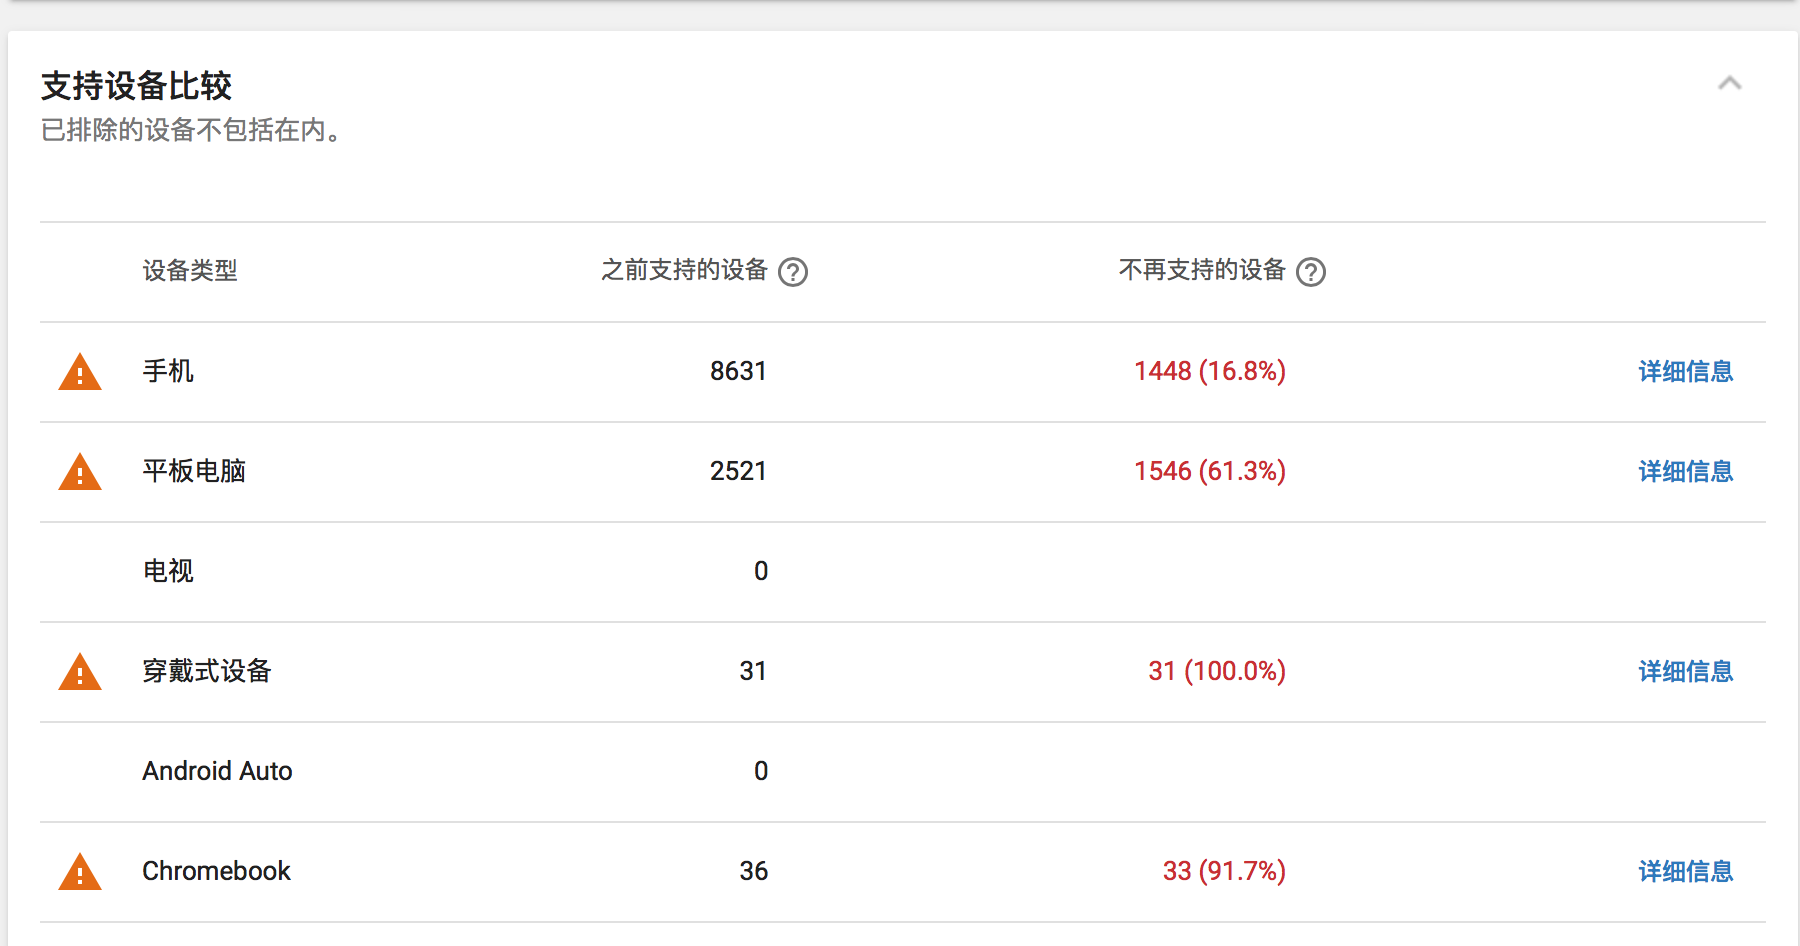 支持设备比较
已排除的设备不包括在内。
设备类型 之前支持的设备 ? 不再支持的设备 ?
手机 8631 1448 (16.8%) 详细信息
平板电脑 2521 1546 (61.3%) 详细信息
电视 0
穿戴式设备 31 31 (100.0%) 详细信息
Android Auto 0
Chromebook 36 33 (91.7%) 详细信息